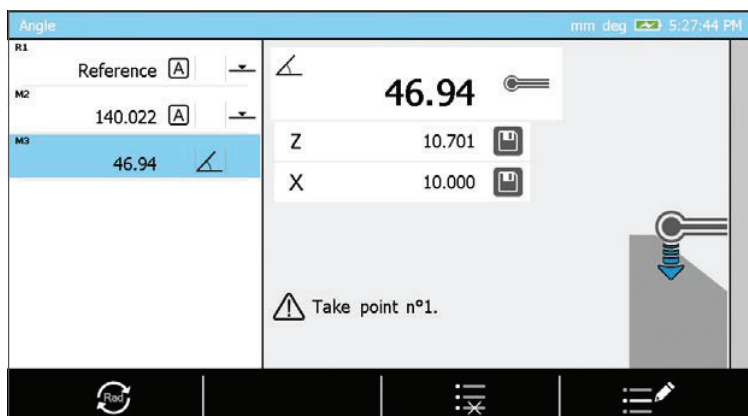 Angle
mm deg 5:27:44 PM
R1
Reference A
M2
140.022 A
M3
46.94
46.94
Z 10.701
X 10.000
Take point nº1.
Rad